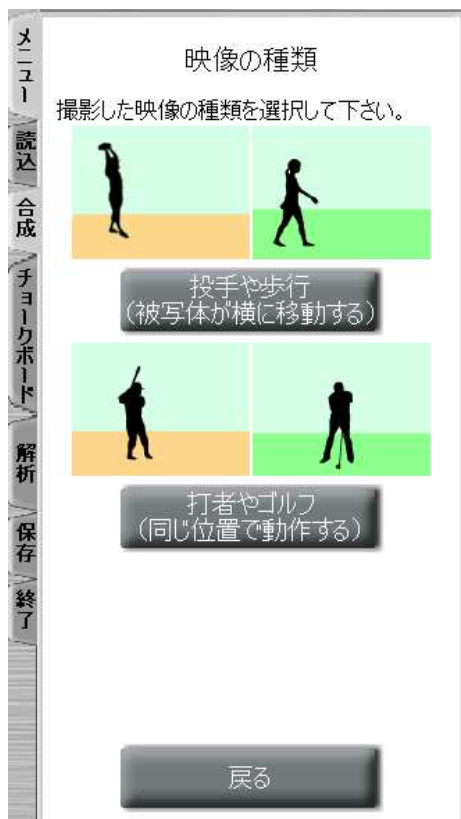 メニュー
読込
合成
チョークボード
解析
保存
終了
映像の種類
撮影した映像の種類を選択して下さい。
投手や歩行
（被写体が横に移動する）
打者やゴルフ
（同じ位置で動作する）
戻る